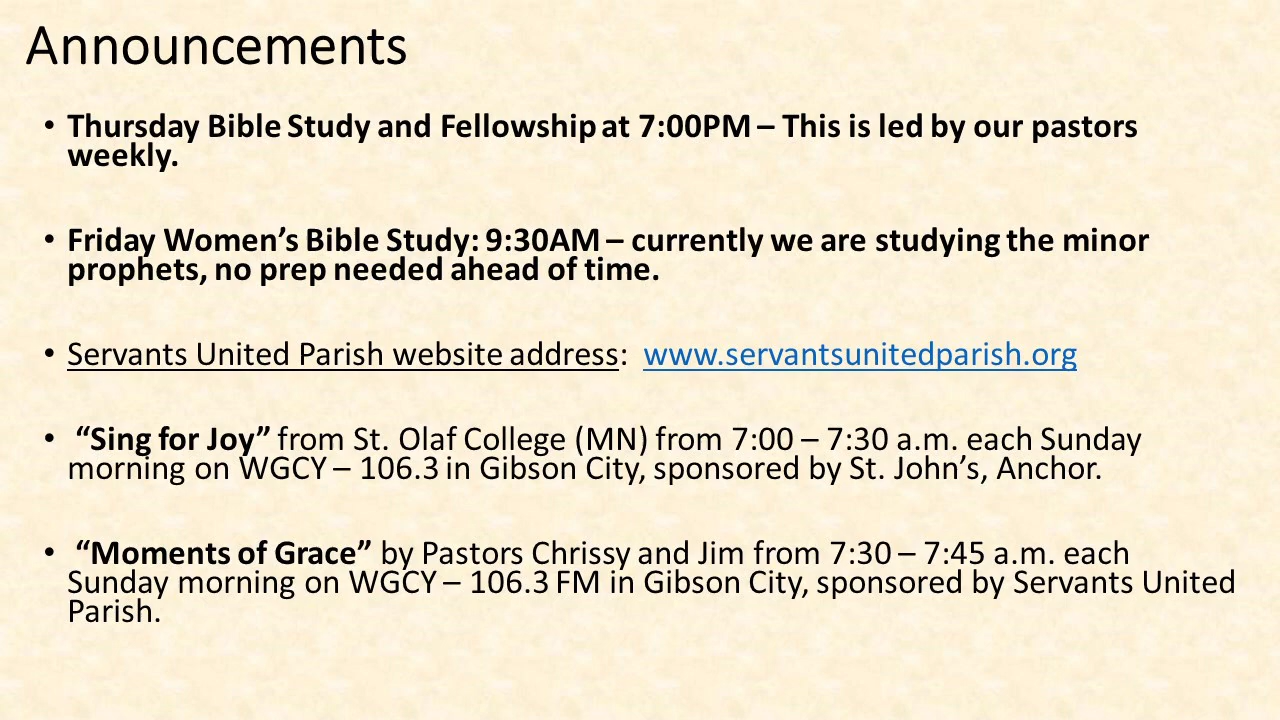 Announcements
• Thursday Bible Study and Fellowship at 7:00PM – This is led by our pastors
weekly.
• Friday Women’s Bible Study: 9:30AM – currently we are studying the minor
prophets, no prep needed ahead of time.
• Servants United Parish website address:  www.servantsunitedparish.org
• “Sing for Joy” from St. Olaf College (MN) from 7:00 – 7:30 a.m. each Sunday
morning on WGCY – 106.3 in Gibson City, sponsored by St. John’s, Anchor.
• “Moments of Grace” by Pastors Chrissy and Jim from 7:30 – 7:45 a.m. each
Sunday morning on WGCY – 106.3 FM in Gibson City, sponsored by Servants United
Parish.